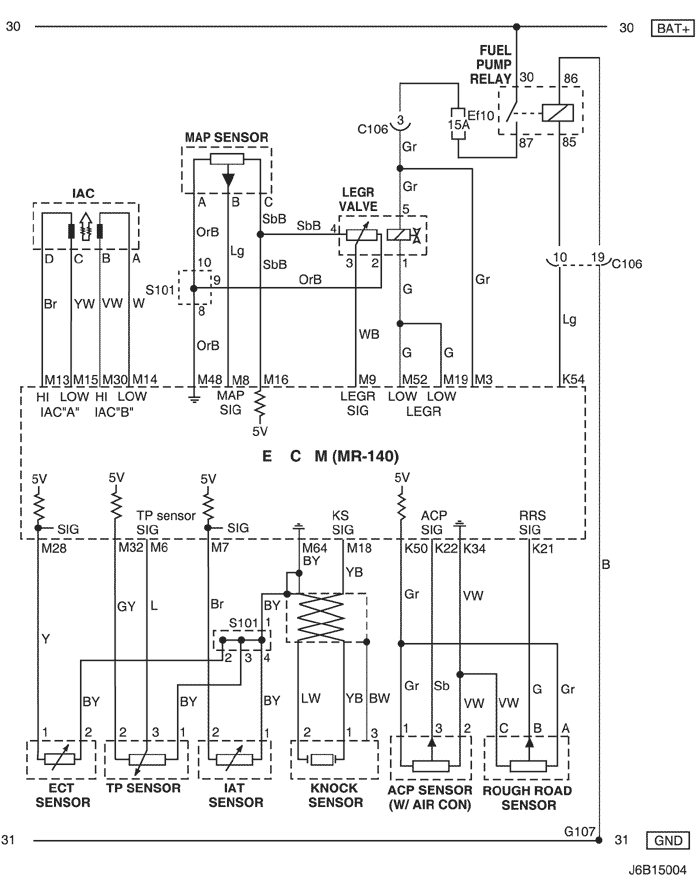 30
30 BAT+
FUEL
PUMP
RELAY
30 86
Ef10
15A
87 85
C106 3
Gr
MAP SENSOR
A B C
IAC
D C B A
LEGR
VALVE
Gr
5
SbB
SbB
4
3 2 1
OrB
Lg
SbB
10
S101 9
8
OrB
10 19 C106
Br YW VW W
OrB
WB
G
Gr
Lg
G G
M13 M15 M30 M14 M48 M8 M16 M9 M52 M19 M3 K54
HI LOW HI LOW MAP LEGR LOW LOW
IAC"A" IAC"B" SIG SIG LEGR
5V
E C M (MR-140)
5V 5V 5V 5V
TP sensor KS ACP RRS
SIG SIG SIG SIG SIG SIG
M28 M32 M6 M7 M64 M18 K50 K22 K34 K21
BY YB
B
GY L Br BY Gr VW
S101 1
2 3 4
Y
BY BY BY LW YB BW Gr Sb VW VW G Gr
1 2 2 3 1 2 1 2 1 3 1 3 2 C B A
ECT
SENSOR
TP SENSOR
IAT
SENSOR
KNOCK
SENSOR
ACP SENSOR
(W/ AIR CON)
ROUGH ROAD
SENSOR
31 G107 31 GND
J6B15004